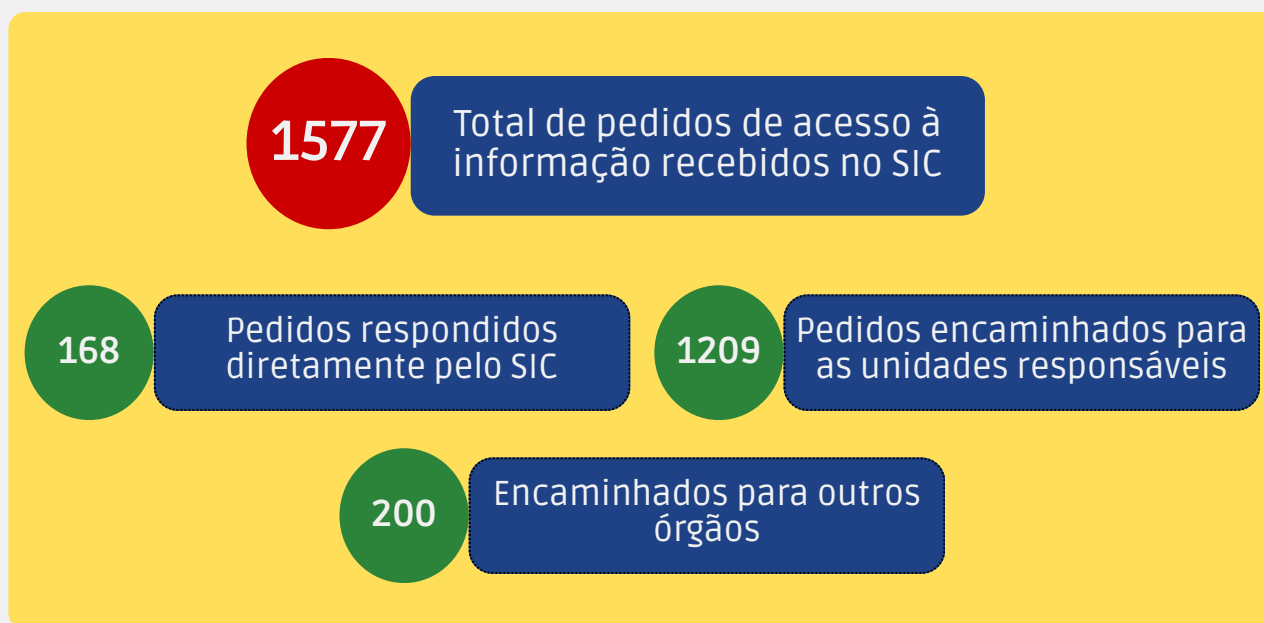 1577
Total de pedidos de acesso à
informação recebidos no SIC
168
Pedidos respondidos
diretamente pelo SIC
1209
Pedidos encaminhados para
as unidades responsáveis
200
Encaminhados para outros
órgãos